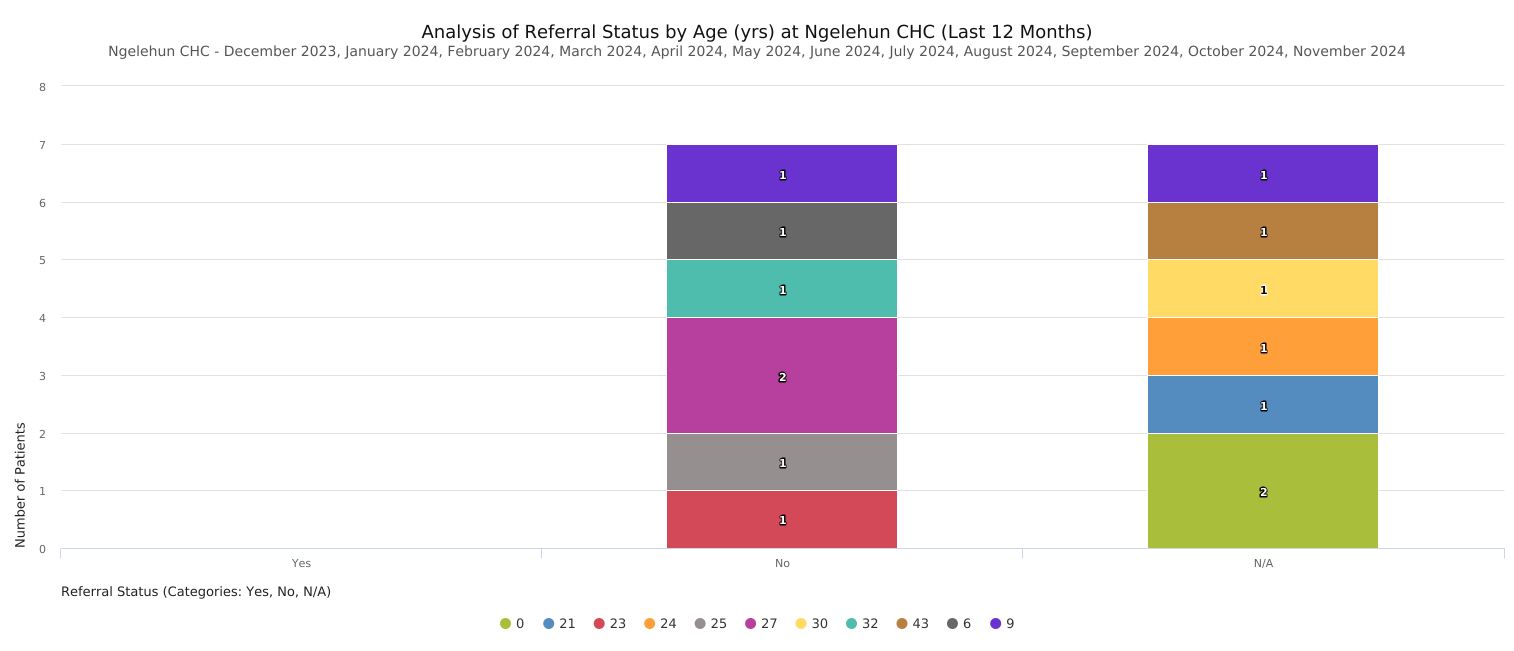 Analysis of Referral Status by Age (yrs) at Ngelehun CHC (Last 12 Months)
Ngelehun CHC - December 2023, January 2024, February 2024, March 2024, April 2024, May 2024, June 2024, July 2024, August 2024, September 2024, October 2024, November 2024
Number of Patients
8
7
6
5
4
3
2
1
0
1
1
1
2
1
1
1
1
1
1
1
2
Yes
No
N/A
Referral Status (Categories: Yes, No, N/A)
0 21 23 24 25 27 30 32 43 6 9